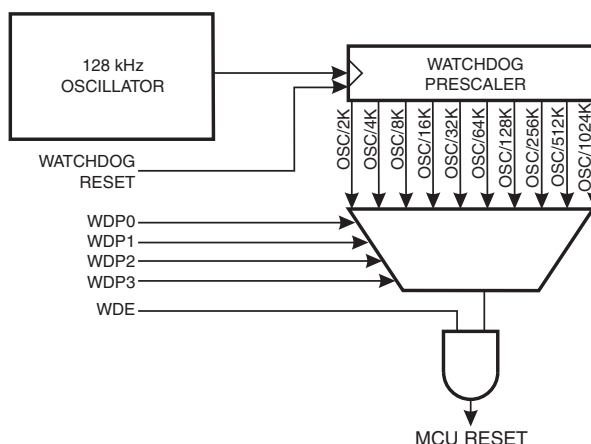 128 kHz
OSCILLATOR
WATCHDOG
PRESCALER
OSC/2K
OSC/4K
OSC/8K
OSC/16K
OSC/32K
OSC/64K
OSC/128K
OSC/256K
OSC/512K
OSC/1024K
WATCHDOG
RESET
WDP0
WDP1
WDP2
WDP3
WDE
MCU RESET